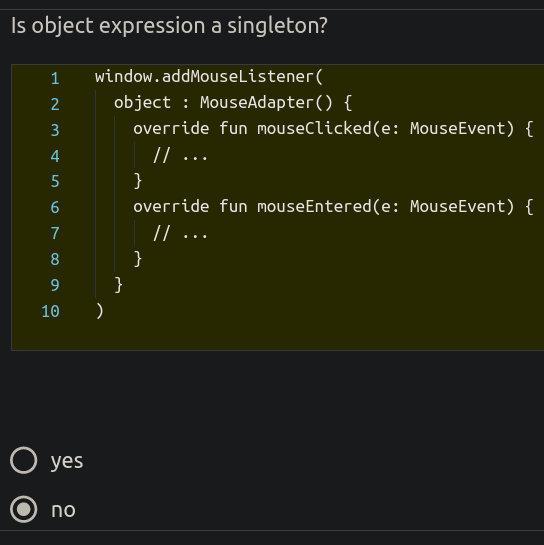 Is object expression a singleton?
1 window.addMouseListener(
2 object : MouseAdapter() {
3 override fun mouseClicked(e: MouseEvent) {
4 // ...
5 }
6 override fun mouseEntered(e: MouseEvent) {
7 // ...
8 }
9 }
10 )
yes
no